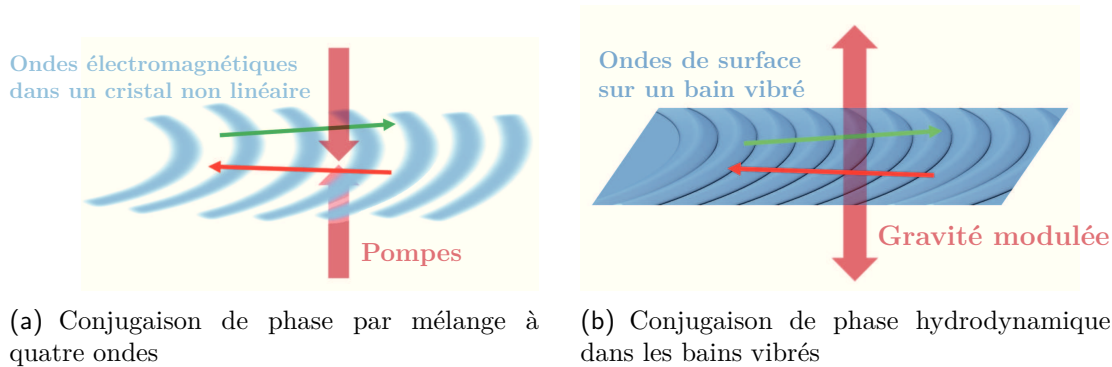 Ondes électromagnétiques
dans un cristal non linéaire
Pompes
(a) Conjugaison de phase par mélange à
quatre ondes
Ondes de surface
sur un bain vibré
Gravité modulée
(b) Conjugaison de phase hydrodynamique
dans les bains vibrés